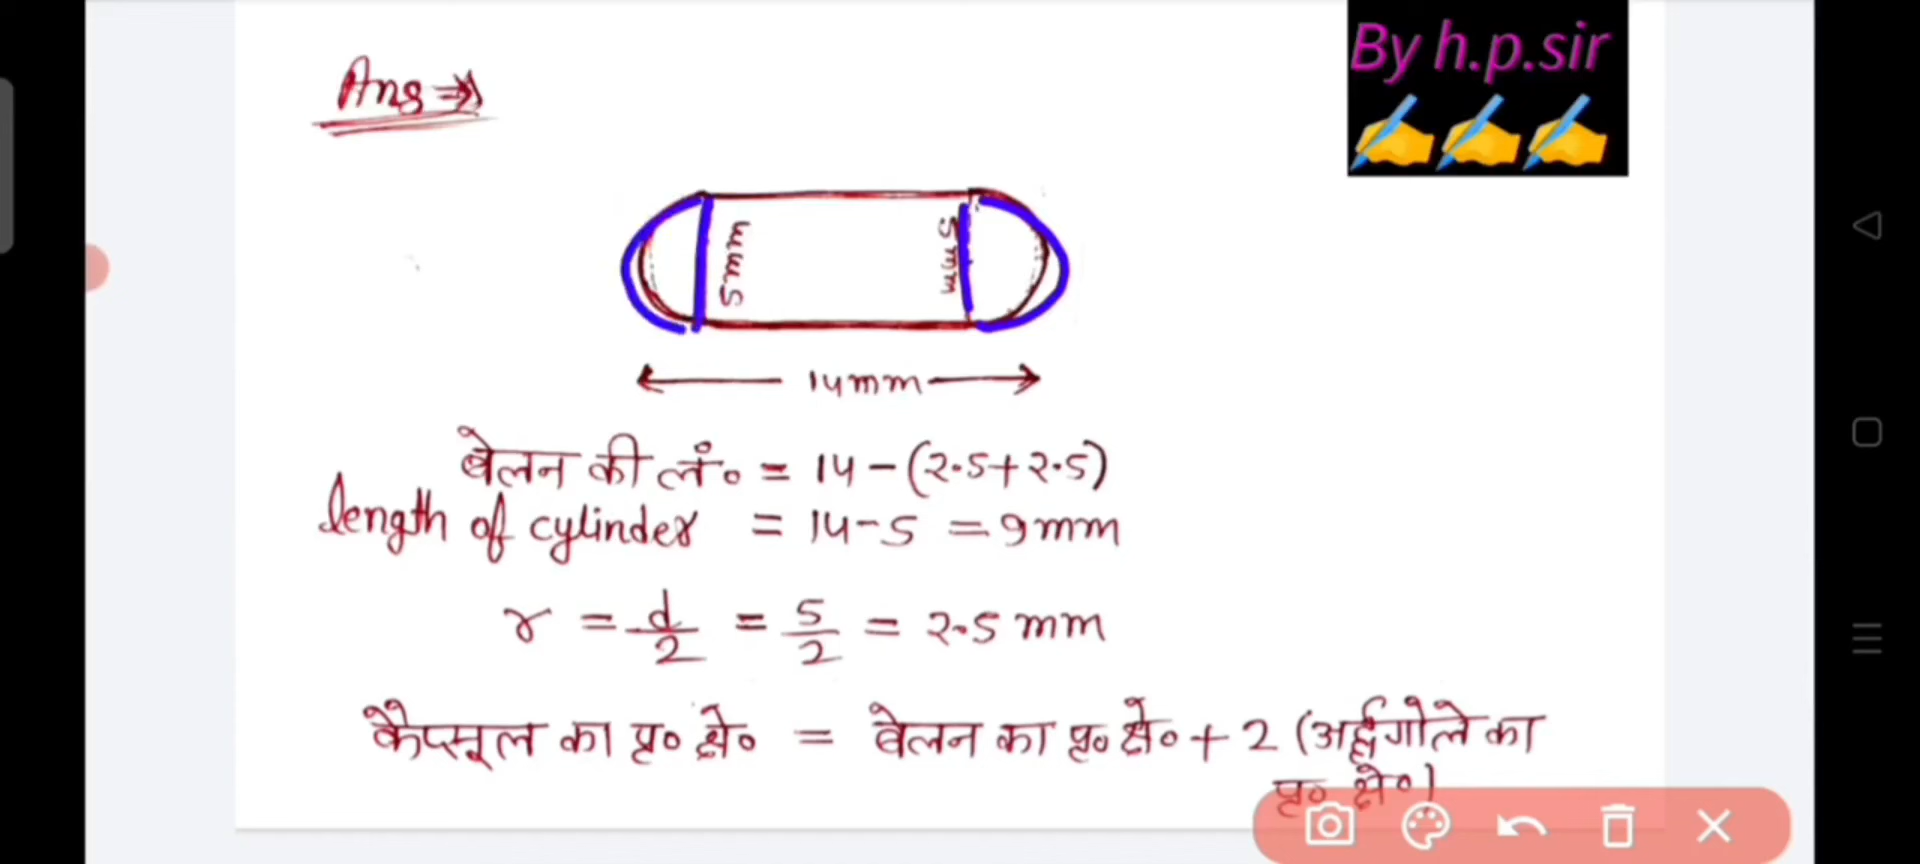 By h.p.sir
Ans ⇒
5mm
5mm
14mm
बेलन की लं० = 14 - (2.5+2.5)
length of cylinder = 14-5 = 9mm
r = d/2 = 5/2 = 2.5 mm
कैप्सूल का पृ० क्षे० = बेलन का पृ० क्षे० + 2 (अर्द्धगोले का
पृ० क्षे०)